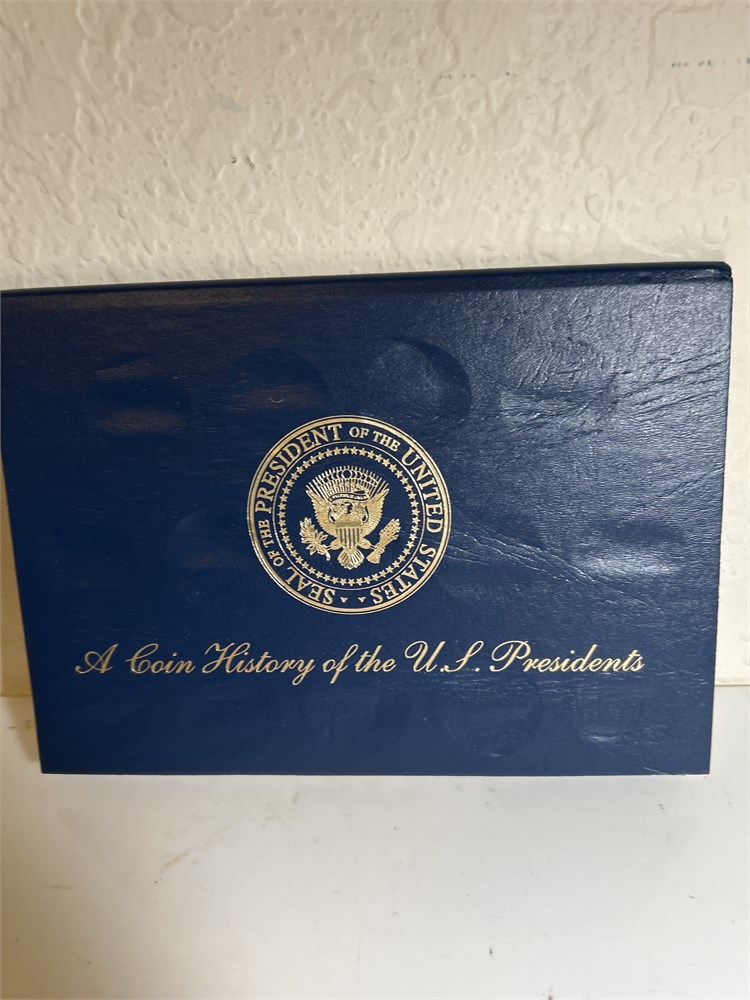 SEAL OF THE PRESIDENT OF THE UNITED STATES
A Coin History of the U.S. Presidents